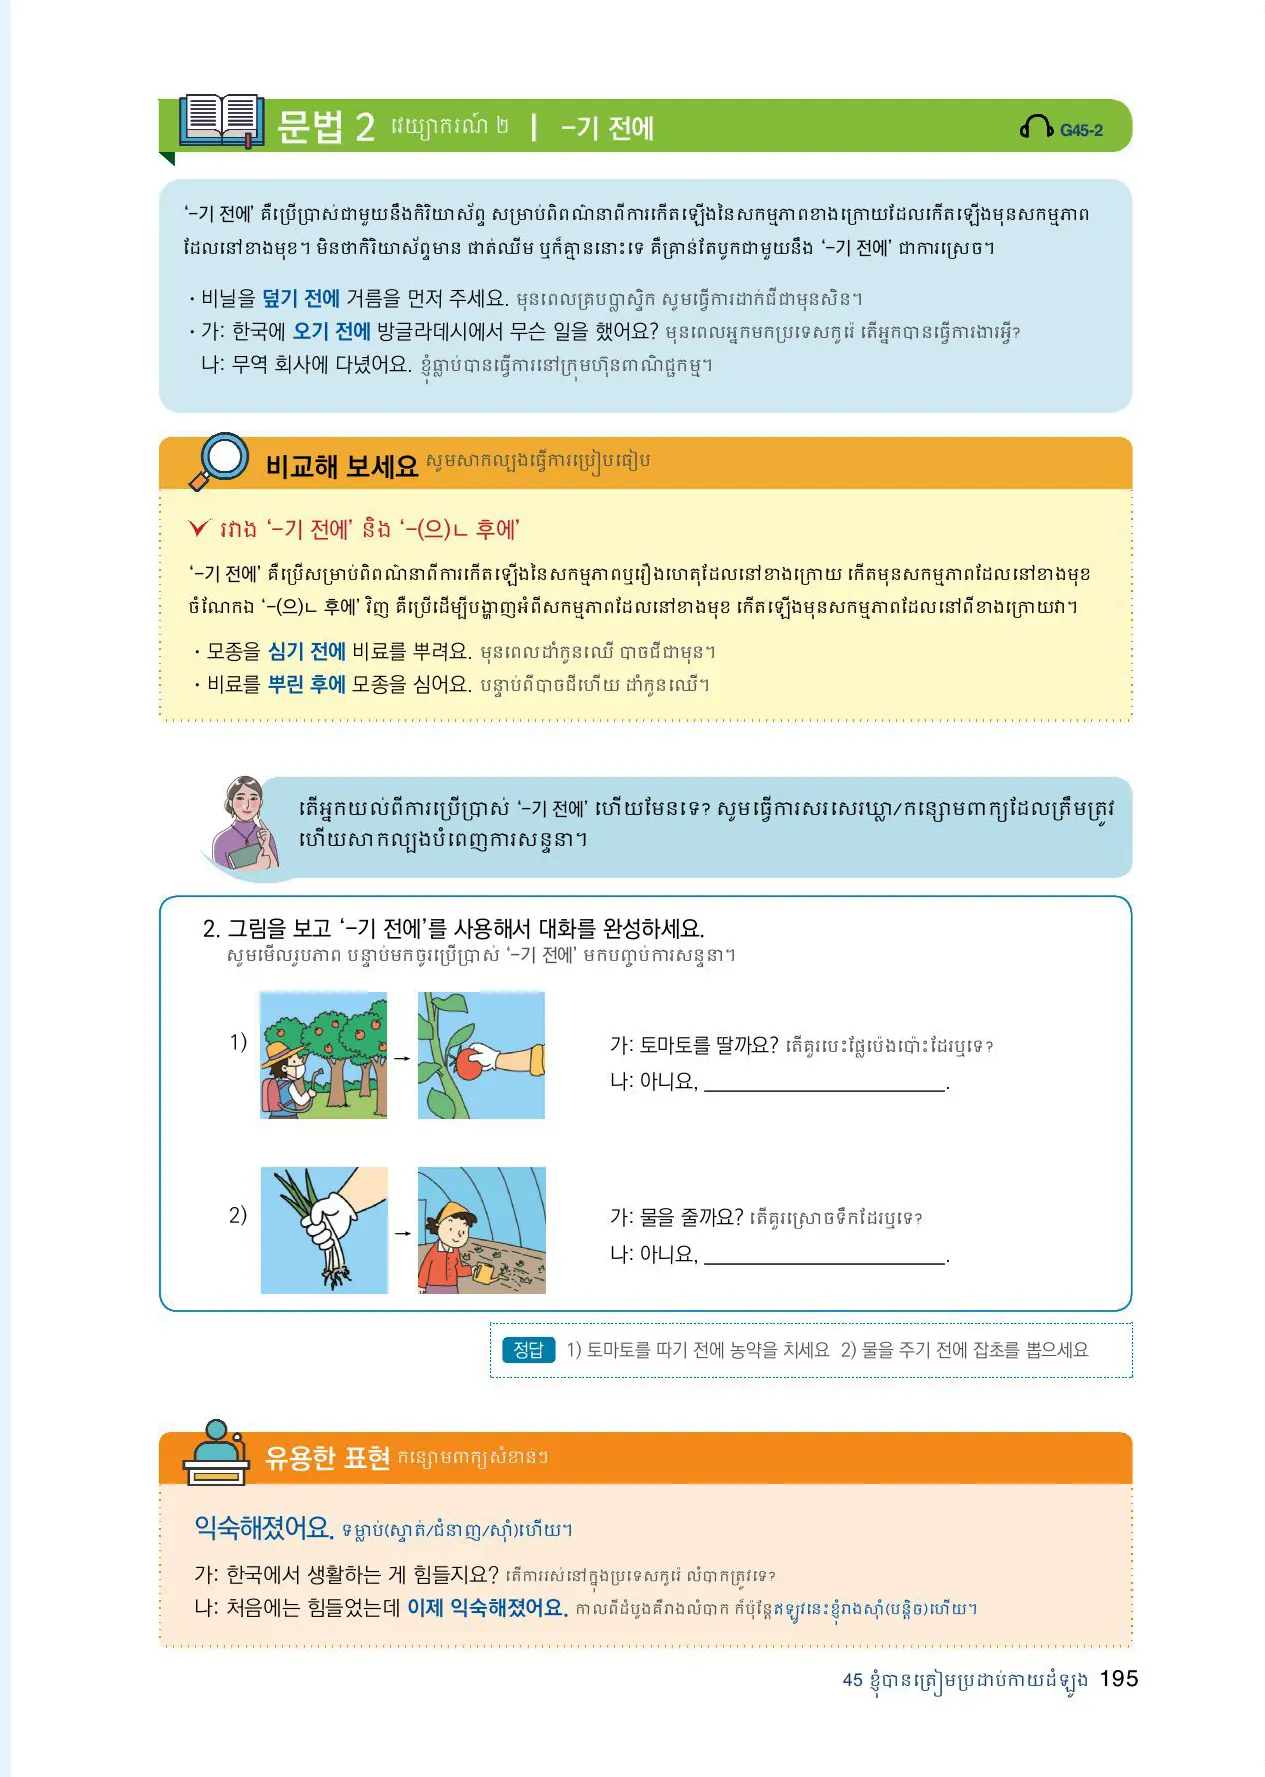 문법 2 វេយ្យាករណ៍ ២ | -기 전에 G45-2
‘-기 전에’ គឺប្រើប្រាស់ជាមួយនឹងកិរិយាស័ព្ទ សម្រាប់ពិពណ៌នាពីការកើតឡើងនៃសកម្មភាពខាងក្រោយដែលកើតឡើងមុនសកម្មភាព
ដែលនៅខាងមុខ។ មិនថាកិរិយាស័ព្ទមាន ផាត់ឈីម ឬក៏គ្មាននោះទេ គឺគ្រាន់តែបូកជាមួយនឹង ‘-기 전에’ ជាការស្រេច។
· 비닐을 덮기 전에 거름을 먼저 주세요. មុនពេលគ្របប្លាស្ទិក សូមធ្វើការដាក់ជីជាមុនសិន។
· 가: 한국에 오기 전에 방글라데시에서 무슨 일을 했어요? មុនពេលអ្នកមកប្រទេសកូរ៉េ តើអ្នកបានធ្វើការងារអ្វី?
나: 무역 회사에 다녔어요. ខ្ញុំធ្លាប់បានធ្វើការនៅក្រុមហ៊ុនពាណិជ្ជកម្ម។
비교해 보세요 សូមសាកល្បងធ្វើការប្រៀបធៀប
រវាង ‘-기 전에’ និង ‘-(으)ㄴ 후에’
‘-기 전에’ គឺប្រើសម្រាប់ពិពណ៌នាពីការកើតឡើងនៃសកម្មភាពឬរឿងហេតុដែលនៅខាងក្រោយ កើតមុនសកម្មភាពដែលនៅខាងមុខ
ចំណែកឯ ‘-(으)ㄴ 후에’ វិញ គឺប្រើដើម្បីបង្ហាញអំពីសកម្មភាពដែលនៅខាងមុខ កើតឡើងមុនសកម្មភាពដែលនៅពីខាងក្រោយវា។
· 모종을 심기 전에 비료를 뿌려요. មុនពេលដាំកូនឈើ បាចជីជាមុន។
· 비료를 뿌린 후에 모종을 심어요. បន្ទាប់ពីបាចជីហើយ ដាំកូនឈើ។
តើអ្នកយល់ពីការប្រើប្រាស់ ‘-기 전에’ ហើយមែនទេ? សូមធ្វើការសរសេរឃ្លា/កន្សោមពាក្យដែលត្រឹមត្រូវ
ហើយសាកល្បងបំពេញការសន្ទនា។
2. 그림을 보고 ‘-기 전에’를 사용해서 대화를 완성하세요.
សូមមើលរូបភាព បន្ទាប់មកចូរប្រើប្រាស់ ‘-기 전에’ មកបញ្ចប់ការសន្ទនា។
1) → 가: 토마토를 딸까요? តើគួរបេះផ្លែប៉េងប៉ោះដែរឬទេ?
나: 아니요, ____________________.
2) → 가: 물을 줄까요? តើគួរស្រោចទឹកដែរឬទេ?
나: 아니요, ____________________.
정답 1) 토마토를 따기 전에 농약을 치세요 2) 물을 주기 전에 잡초를 뽑으세요
유용한 표현 កន្សោមពាក្យសំខាន់ៗ
익숙해졌어요. ទម្លាប់(ស្ទាត់/ជំនាញ/ស៊ាំ)ហើយ។
가: 한국에서 생활하는 게 힘들지요? តើការរស់នៅក្នុងប្រទេសកូរ៉េ លំបាកត្រូវទេ?
나: 처음에는 힘들었는데 이제 익숙해졌어요. កាលពីដំបូងគឺរាងលំបាក ក៏ប៉ុន្តែឥឡូវនេះខ្ញុំរាងស៊ាំ(បន្តិច)ហើយ។
45 ខ្ញុំបានត្រៀមប្រដាប់កាយដំឡូង 195